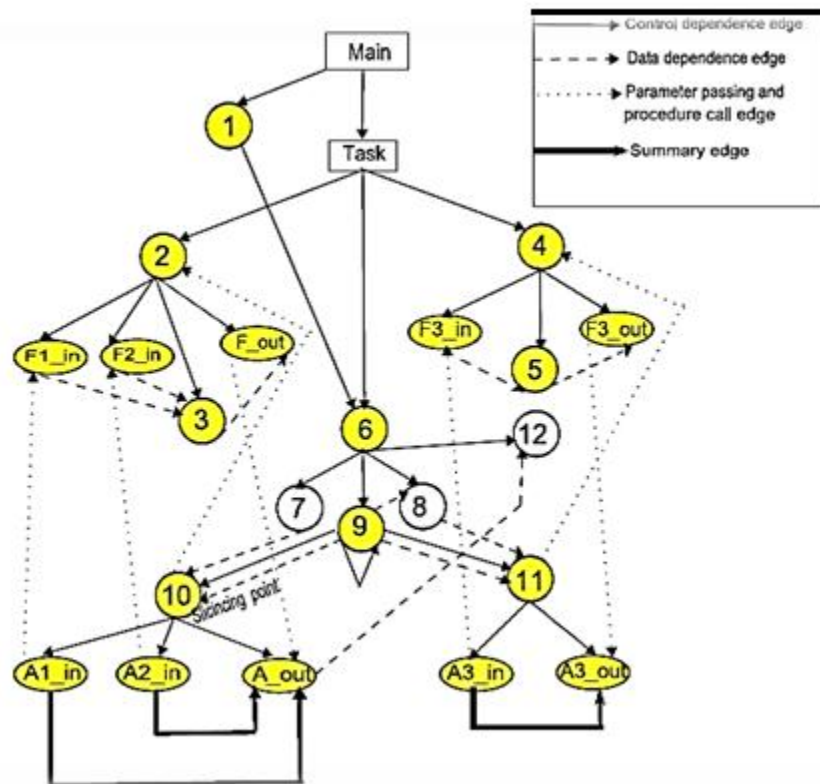 Control dependence edge
Main
Data dependence edge
Parameter passing and
procedure call edge
1
Task
Summary edge
2
4
F1_in
F2_in
F_out
F3_in
F3_out
5
3
6
12
7
8
9
10
Slicincing point
11
A1_in
A2_in
A_out
A3_in
A3_out